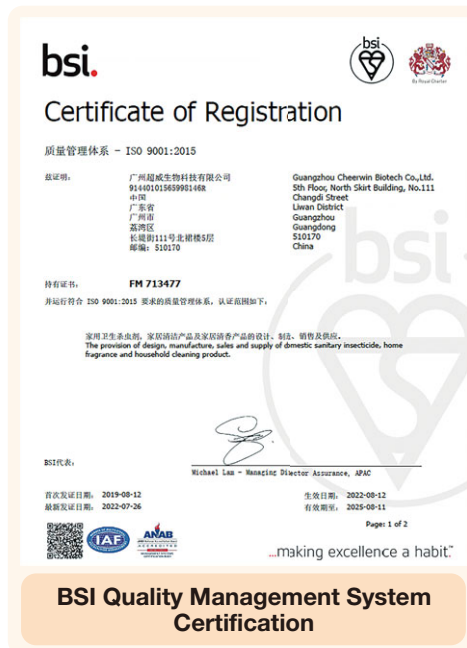 bsi.
bsi
By Royal Charter
Certificate of Registration
质量管理体系 - ISO 9001:2015
兹证明:
广州超威生物科技有限公司
91440101565998146R
中国
广东省
广州市
荔湾区
长堤街111号北裙楼5层
邮编: 510170
Guangzhou Cheerwin Biotech Co.,Ltd.
5th Floor, North Skirt Building, No.111
Changdi Street
Liwan District
Guangzhou
Guangdong
510170
China
持有证书:
FM 713477
并运行符合 ISO 9001:2015 要求的质量管理体系, 认证范围如下:
家用卫生杀虫剂、家居清洁产品及家居清香产品的设计、制造、销售及供应。
The provision of design, manufacture, sales and supply of domestic sanitary insecticide, home
fragrance and household cleaning product.
BSI代表:
Michael Lam - Managing Director Assurance, APAC
首次发证日期: 2019-08-12
最新发证日期: 2022-07-26
生效日期: 2022-08-12
有效期至: 2025-08-11
Page: 1 of 2
IAF
ANAB
ACCREDITED
...making excellence a habit.™
BSI Quality Management System
Certification